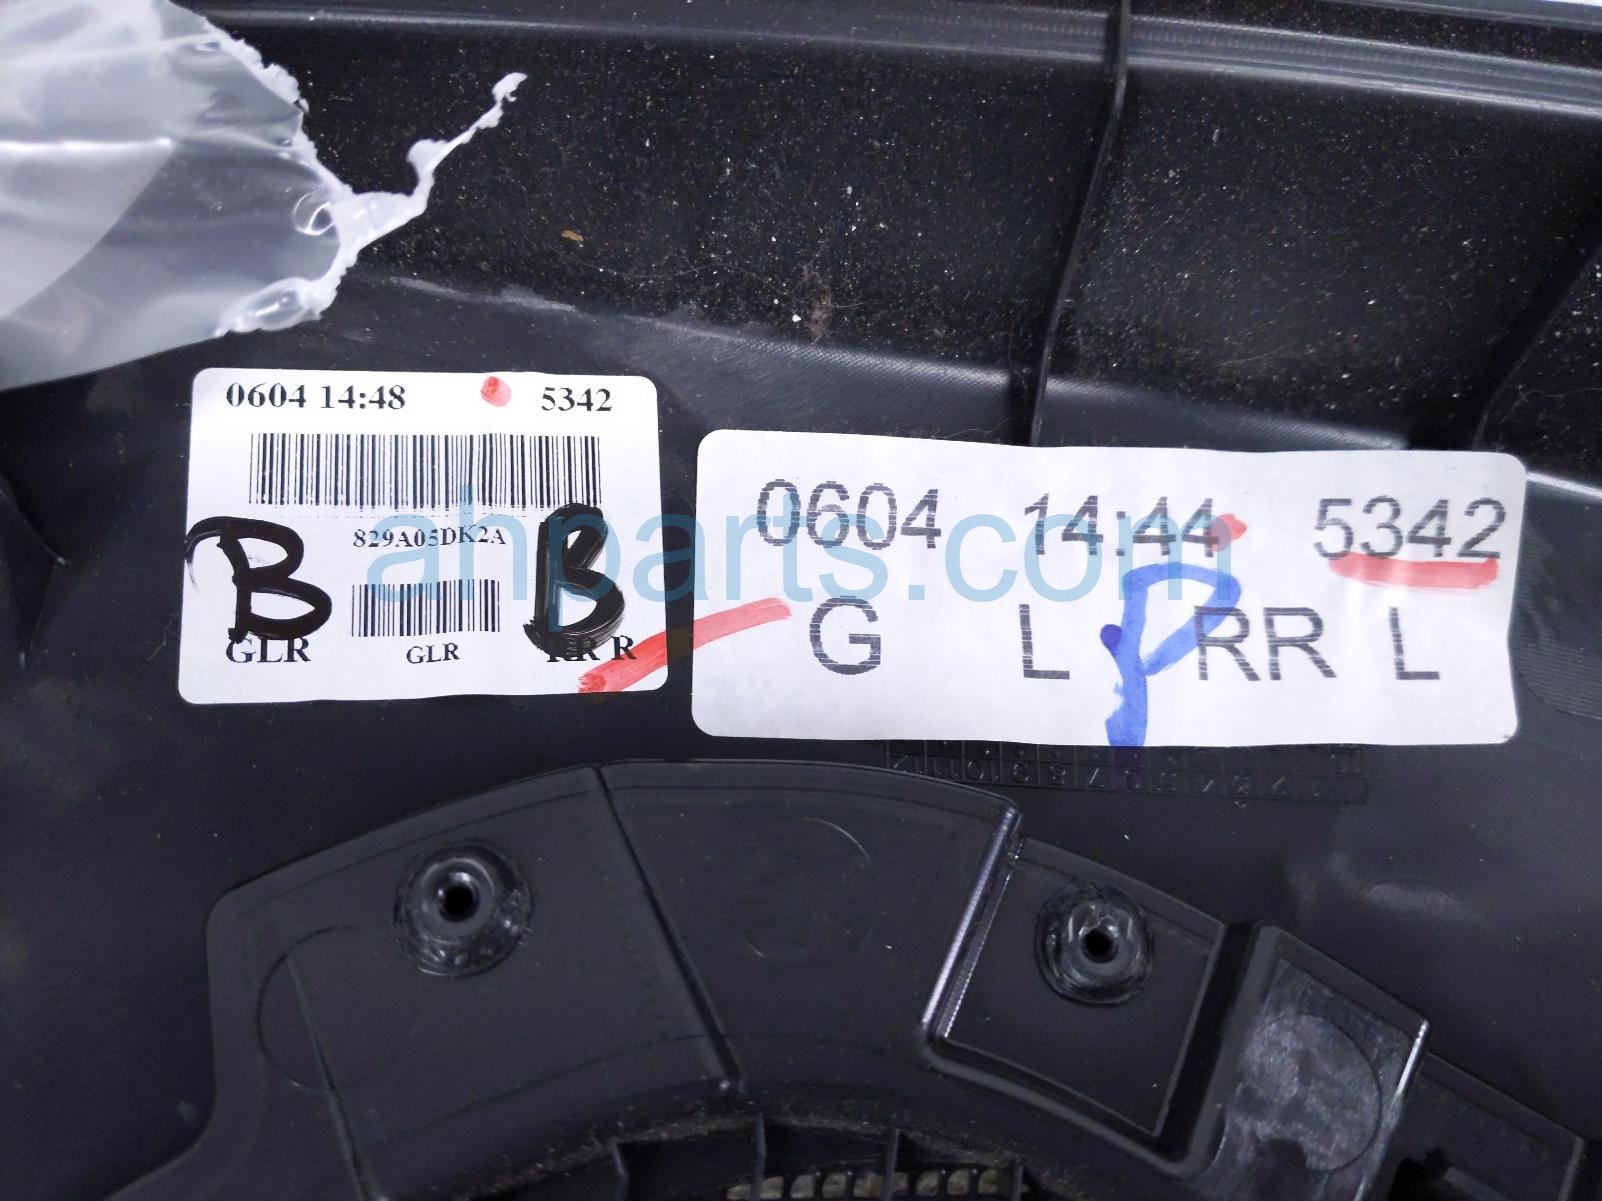 0604 14:48 5342
829A05DK2A
B B
GLR GLR RR R
0604 14:44 5342
G L P RR L
ahparts.com